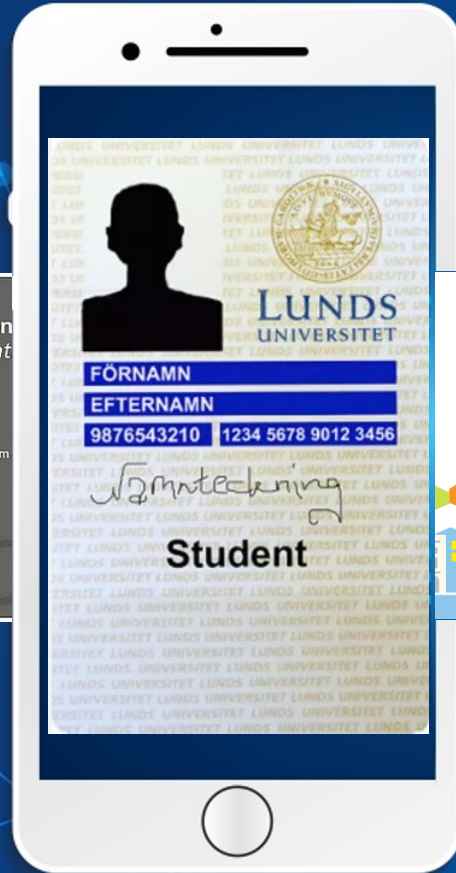 LUNDS
UNIVERSITET
FÖRNAMN
EFTERNAMN
9876543210 1234 5678 9012 3456
Namnteckning
Student